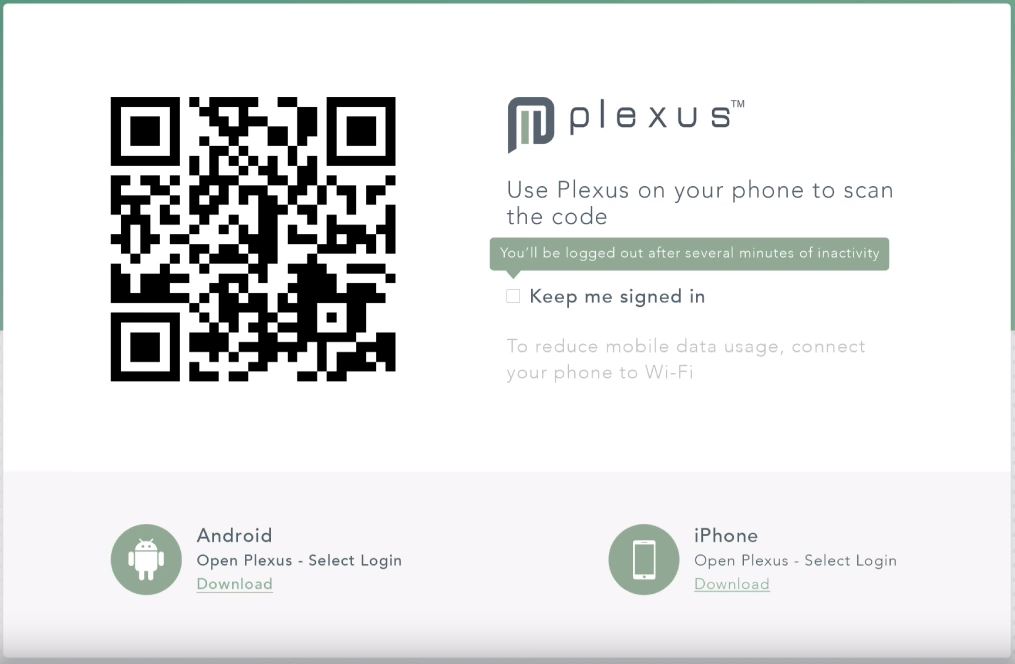 plexus™
Use Plexus on your phone to scan
the code
You'll be logged out after several minutes of inactivity
Keep me signed in
To reduce mobile data usage, connect
your phone to Wi-Fi
Android
Open Plexus - Select Login
Download
iPhone
Open Plexus - Select Login
Download